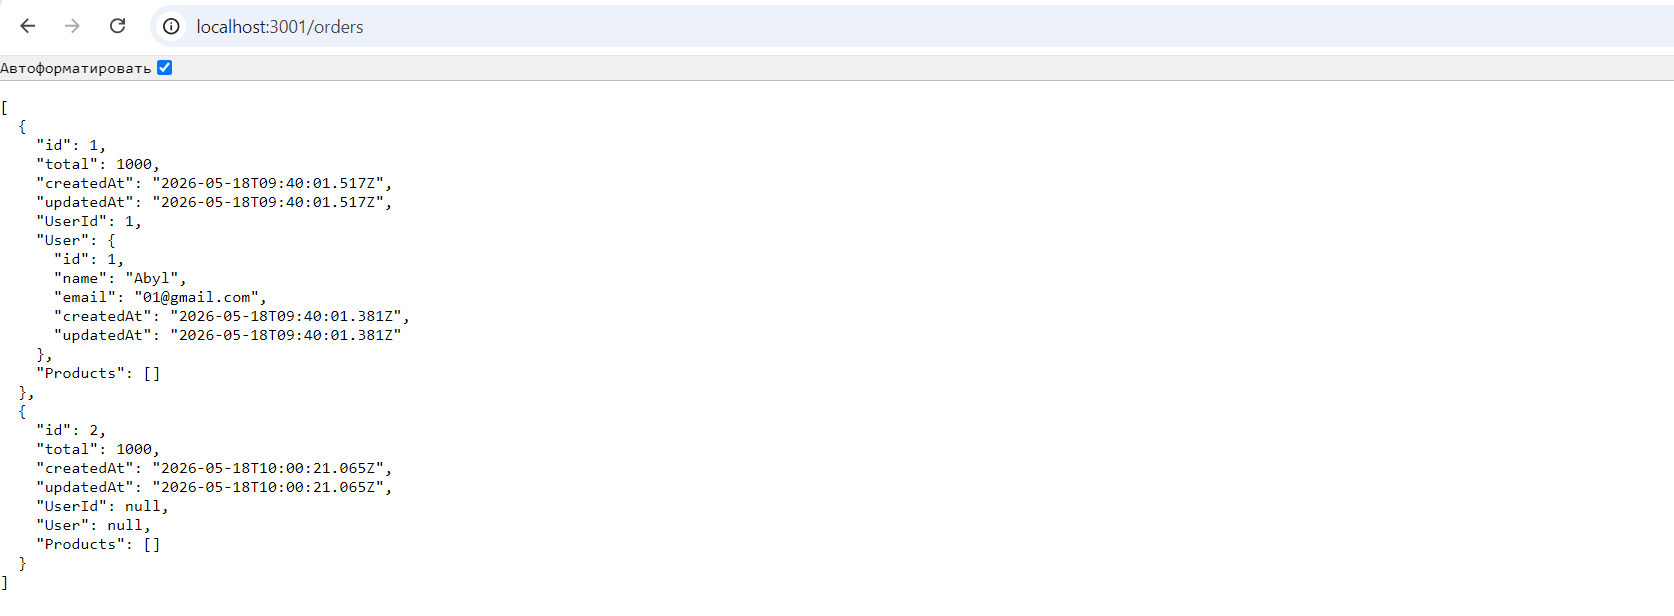 localhost:3001/orders
Автоформатировать
[
  {
    "id": 1,
    "total": 1000,
    "createdAt": "2026-05-18T09:40:01.517Z",
    "updatedAt": "2026-05-18T09:40:01.517Z",
    "UserId": 1,
    "User": {
      "id": 1,
      "name": "Abyl",
      "email": "01@gmail.com",
      "createdAt": "2026-05-18T09:40:01.381Z",
      "updatedAt": "2026-05-18T09:40:01.381Z"
    },
    "Products": []
  },
  {
    "id": 2,
    "total": 1000,
    "createdAt": "2026-05-18T10:00:21.065Z",
    "updatedAt": "2026-05-18T10:00:21.065Z",
    "UserId": null,
    "User": null,
    "Products": []
  }
]